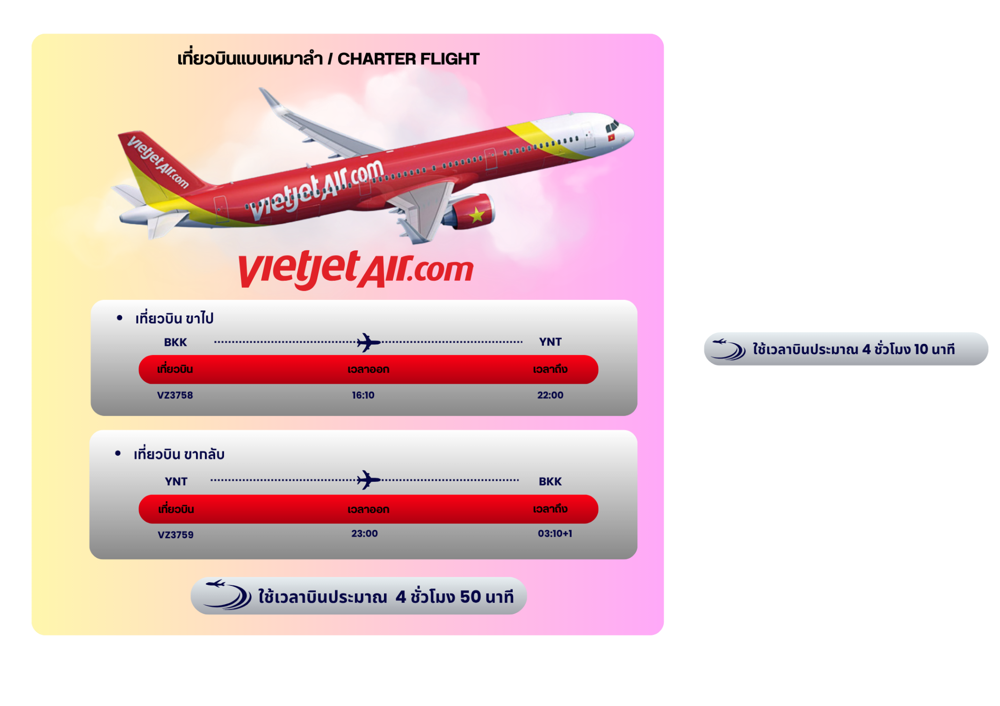 เที่ยวบินแบบเหมาลำ / CHARTER FLIGHT
vietjetAir.com
vietjetAir.com
vietjetAir.com
• เที่ยวบิน ขาไป
BKK YNT
เที่ยวบิน เวลาออก เวลาถึง
VZ3758 16:10 22:00
ใช้เวลาบินประมาณ 4 ชั่วโมง 10 นาที
• เที่ยวบิน ขากลับ
YNT BKK
เที่ยวบิน เวลาออก เวลาถึง
VZ3759 23:00 03:10+1
ใช้เวลาบินประมาณ 4 ชั่วโมง 50 นาที